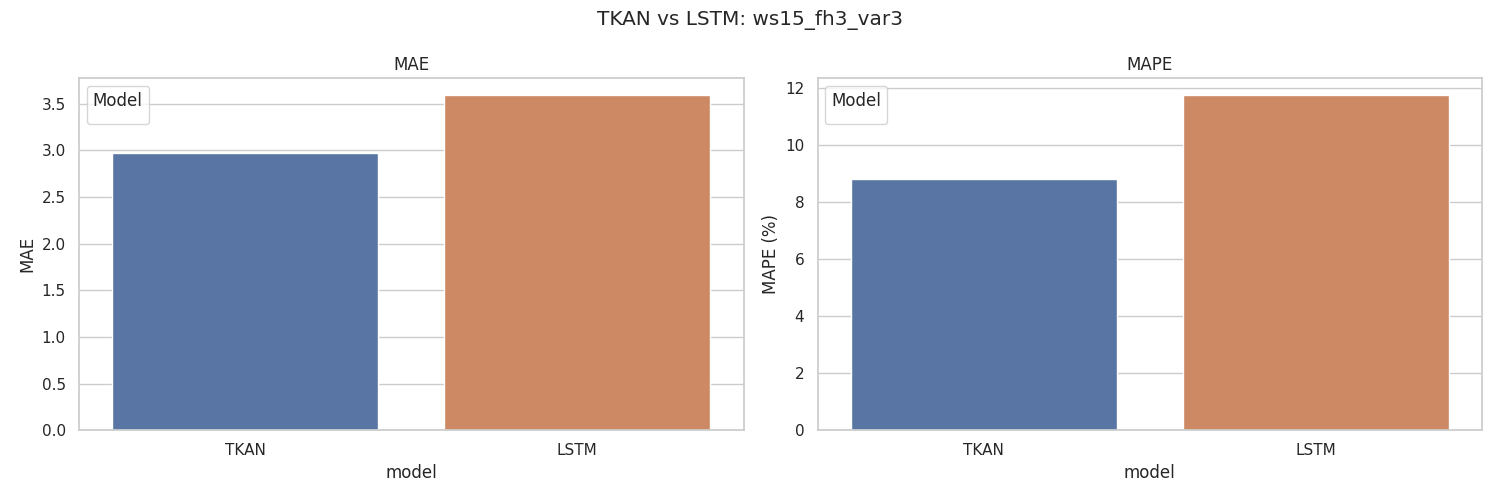 TKAN vs LSTM: ws15_fh3_var3
MAE
Model
3.5
3.0
2.5
2.0
1.5
1.0
0.5
0.0
MAE
TKAN
LSTM
model
MAPE
Model
12
10
8
6
4
2
0
MAPE (%)
TKAN
LSTM
model